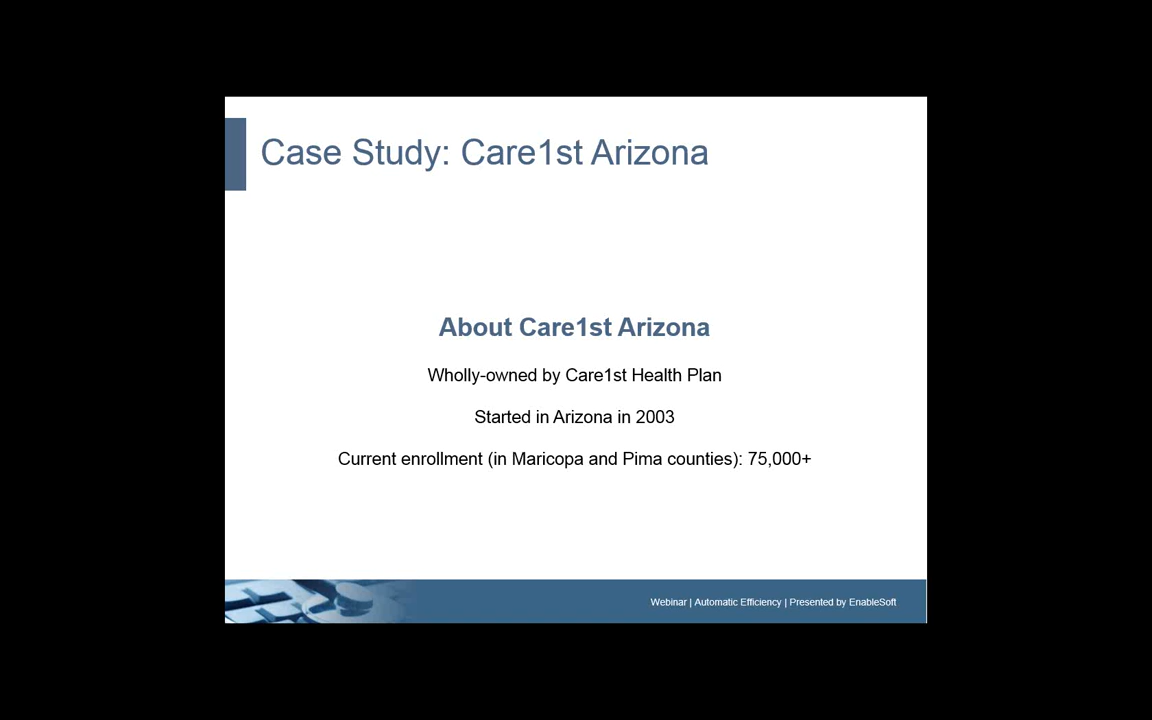 Case Study: Care1st Arizona
About Care1st Arizona
Wholly-owned by Care1st Health Plan
Started in Arizona in 2003
Current enrollment (in Maricopa and Pima counties): 75,000+
Webinar | Automatic Efficiency | Presented by EnableSoft